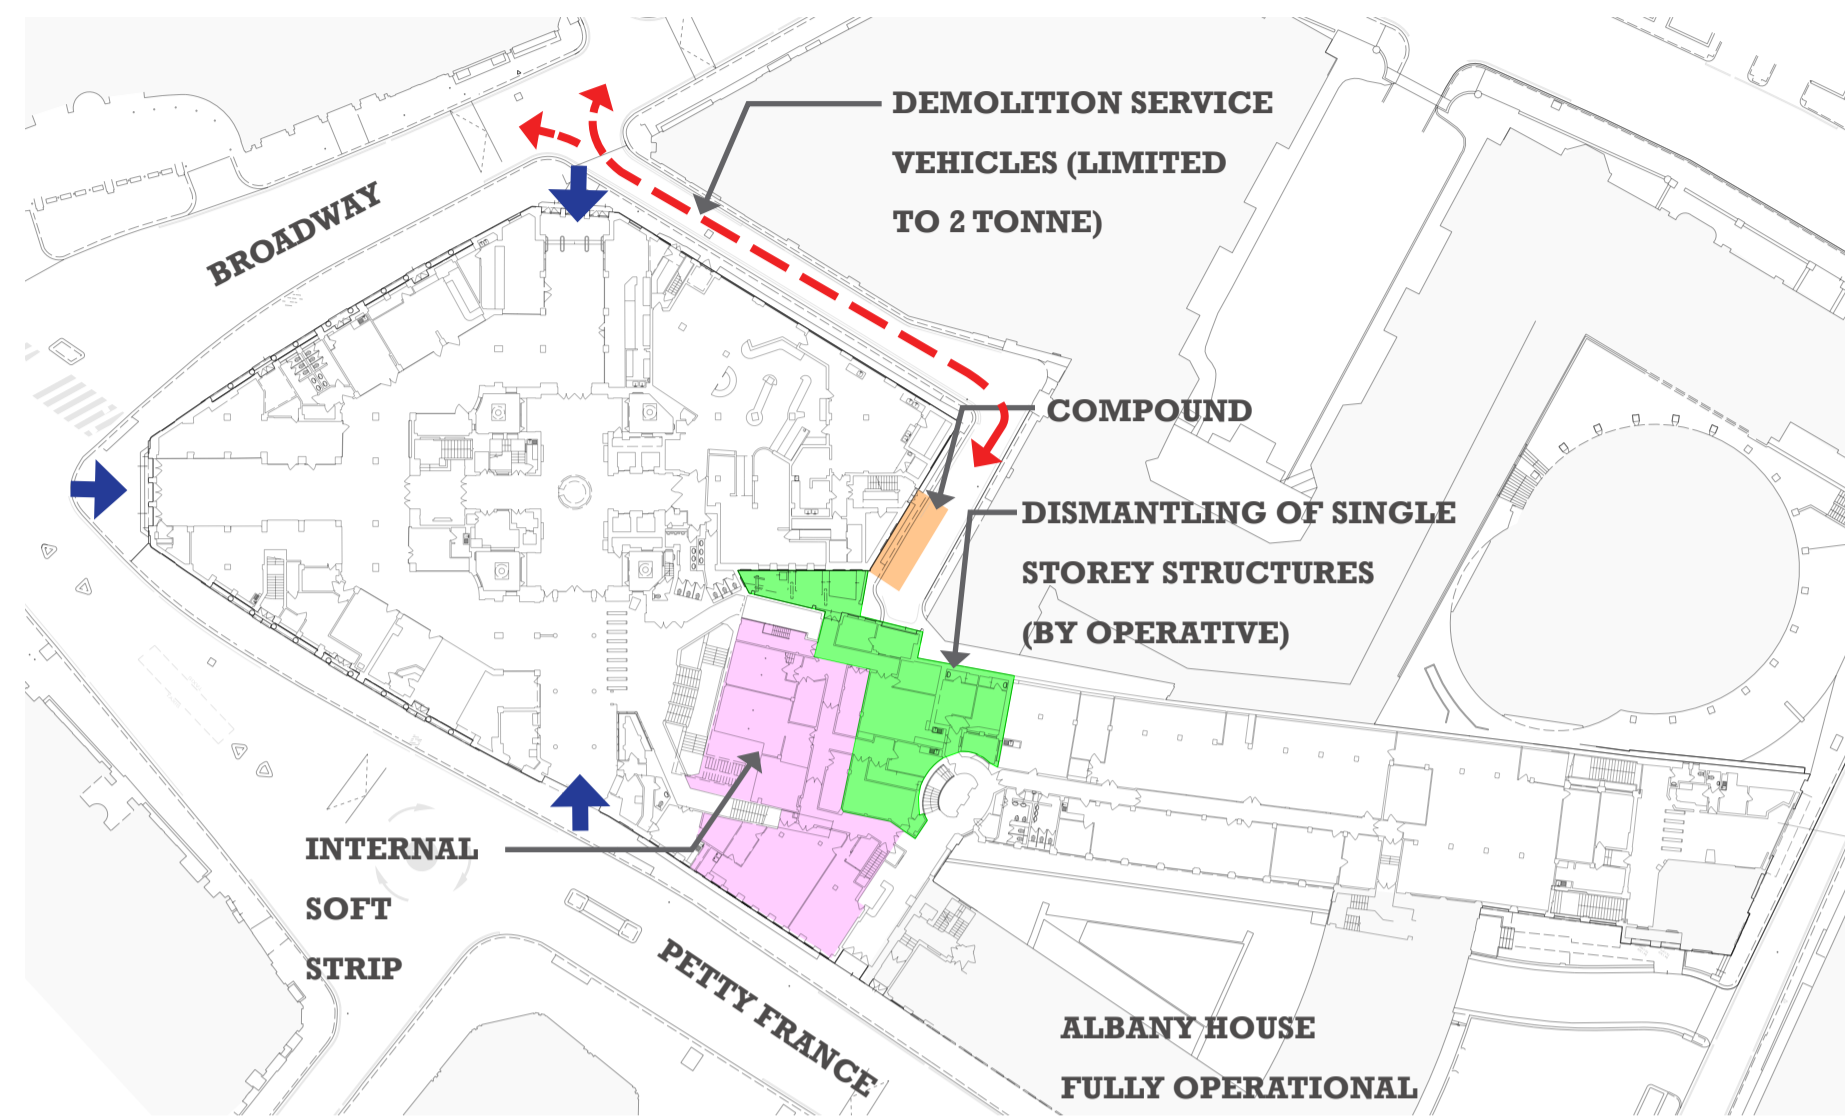 DEMOLITION SERVICE
VEHICLES (LIMITED
TO 2 TONNE)
BROADWAY
COMPOUND
DISMANTLING OF SINGLE
STOREY STRUCTURES
(BY OPERATIVE)
INTERNAL
SOFT
STRIP
PETTY FRANCE
ALBANY HOUSE
FULLY OPERATIONAL